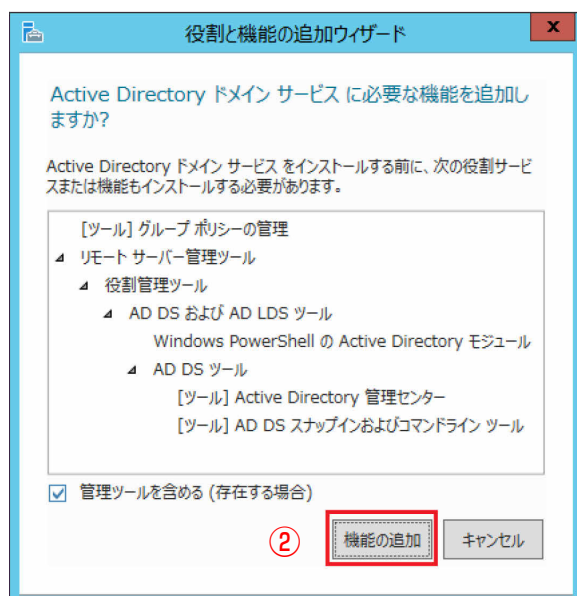 役割と機能の追加ウィザード
x
Active Directory ドメイン サービス に必要な機能を追加し
ますか?
Active Directory ドメイン サービス をインストールする前に、次の役割サービ
スまたは機能もインストールする必要があります。
[ツール] グループ ポリシーの管理
リモート サーバー管理ツール
役割管理ツール
AD DS および AD LDS ツール
Windows PowerShell の Active Directory モジュール
AD DS ツール
[ツール] Active Directory 管理センター
[ツール] AD DS スナップインおよびコマンドライン ツール
管理ツールを含める (存在する場合)
② 機能の追加 キャンセル